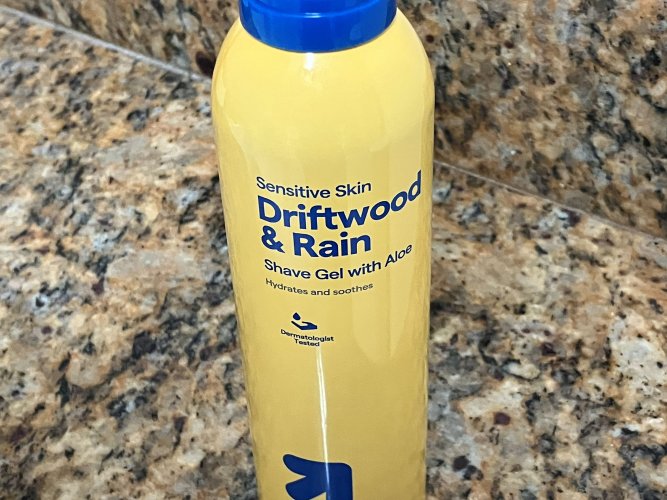 Sensitive Skin
Driftwood
& Rain
Shave Gel with Aloe
Hydrates and soothes
Dermatologist
Tested